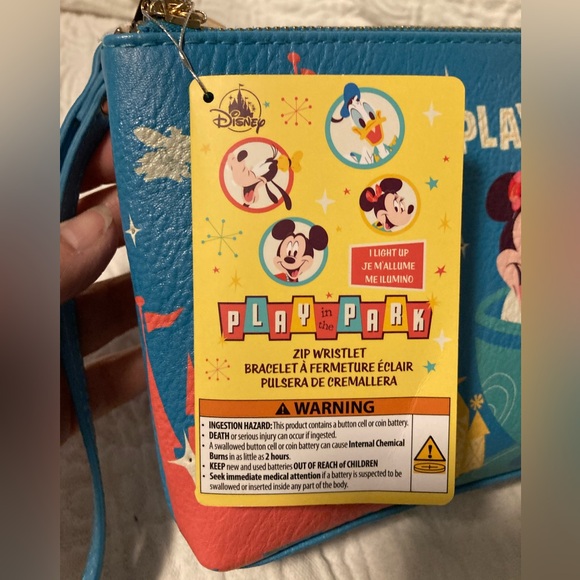 Disney
PLAY
I LIGHT UP
JE M'ALLUME
ME ILUMINO
PLAY in the PARK
ZIP WRISTLET
BRACELET À FERMETURE ÉCLAIR
PULSERA DE CREMALLERA
WARNING
• INGESTION HAZARD: This product contains a button cell or coin battery.
• DEATH or serious injury can occur if ingested.
• A swallowed button cell or coin battery can cause Internal Chemical
Burns in as little as 2 hours.
• KEEP new and used batteries OUT OF REACH of CHILDREN
• Seek immediate medical attention if a battery is suspected to be
swallowed or inserted inside any part of the body.